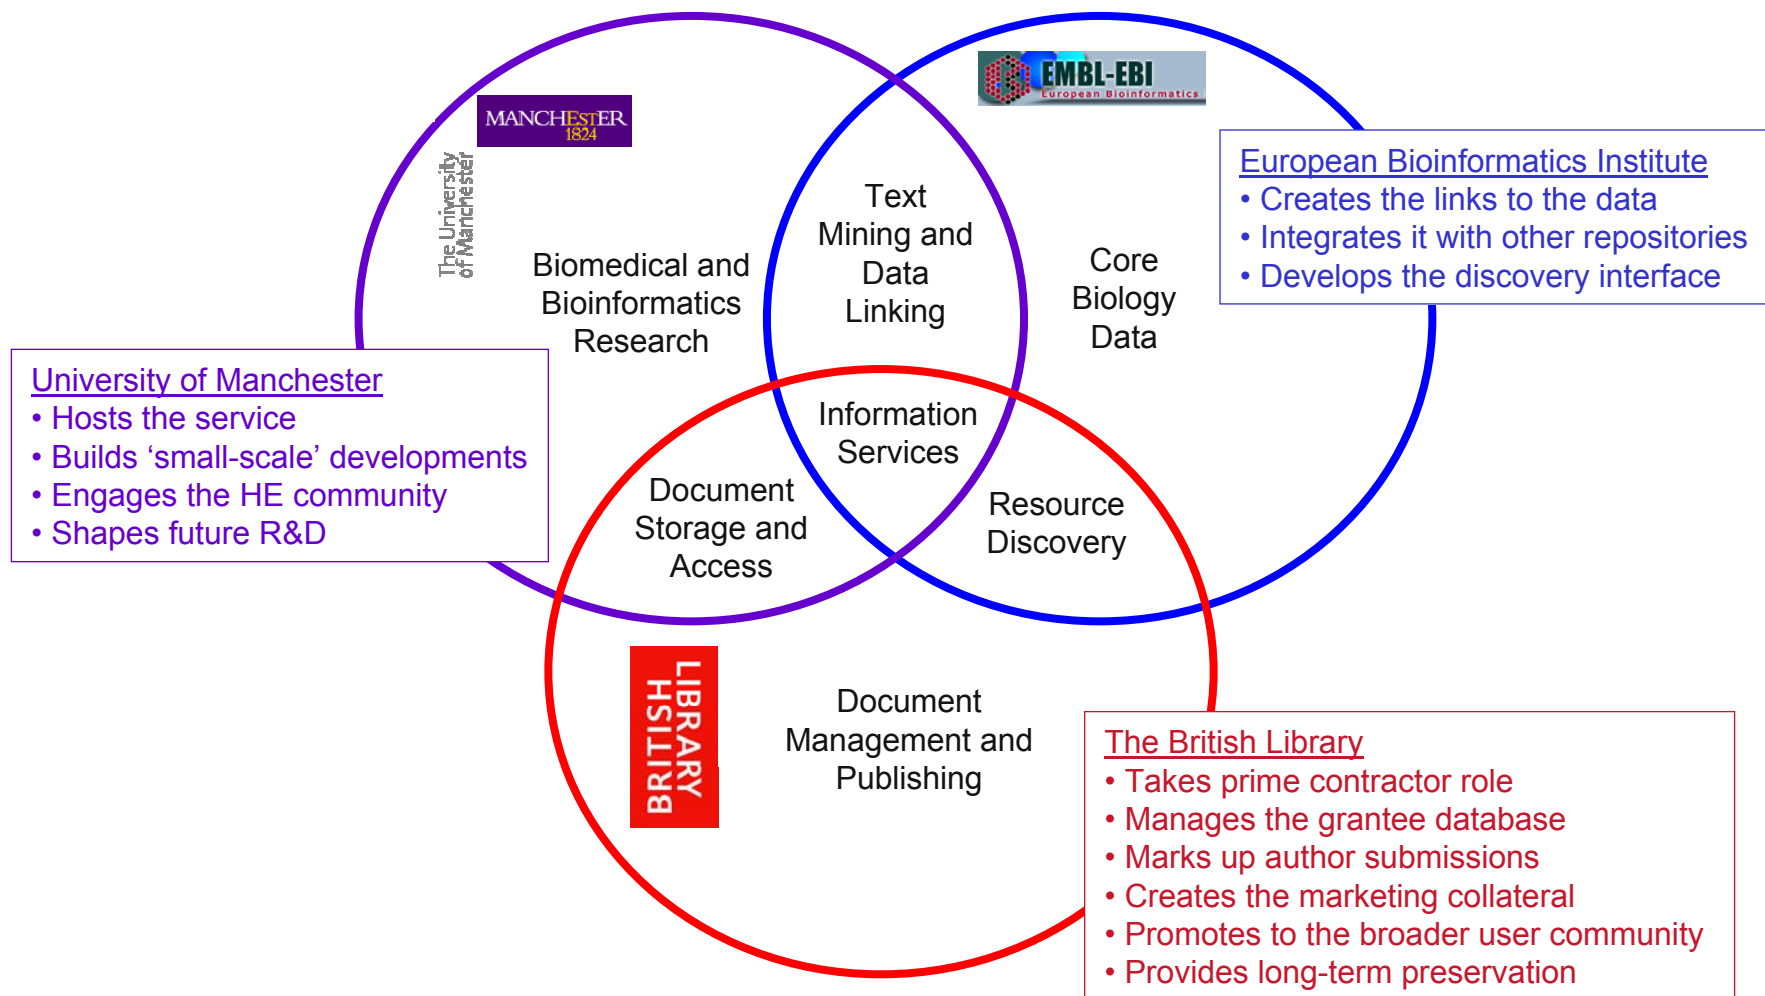 EMBL-EBI
European Bioinformatics
MANCHESTER
1824
The University
of Manchester
European Bioinformatics Institute
• Creates the links to the data
• Integrates it with other repositories
• Develops the discovery interface
Text
Mining and
Data
Linking
Biomedical and
Bioinformatics
Research
Core
Biology
Data
University of Manchester
• Hosts the service
• Builds ‘small-scale’ developments
• Engages the HE community
• Shapes future R&D
Information
Services
Document
Storage and
Access
Resource
Discovery
BRITISH
LIBRARY
Document
Management and
Publishing
The British Library
• Takes prime contractor role
• Manages the grantee database
• Marks up author submissions
• Creates the marketing collateral
• Promotes to the broader user community
• Provides long-term preservation